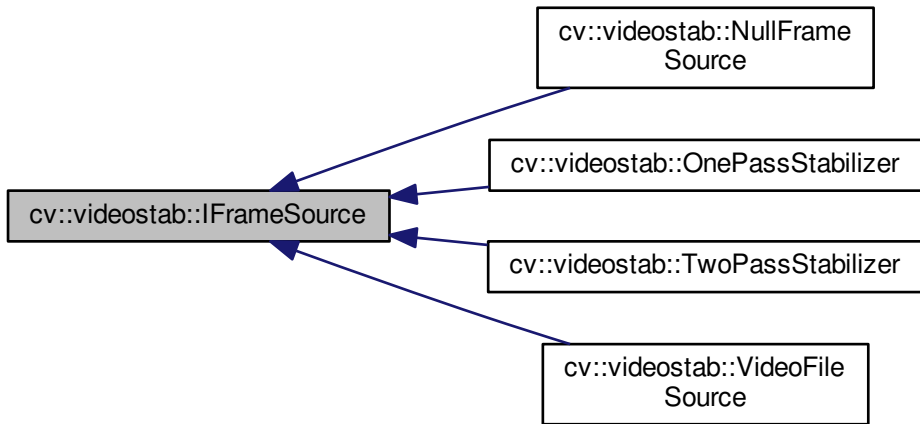 cv::videostab::NullFrame
Source
cv::videostab::OnePassStabilizer
cv::videostab::IFrameSource
cv::videostab::TwoPassStabilizer
cv::videostab::VideoFile
Source